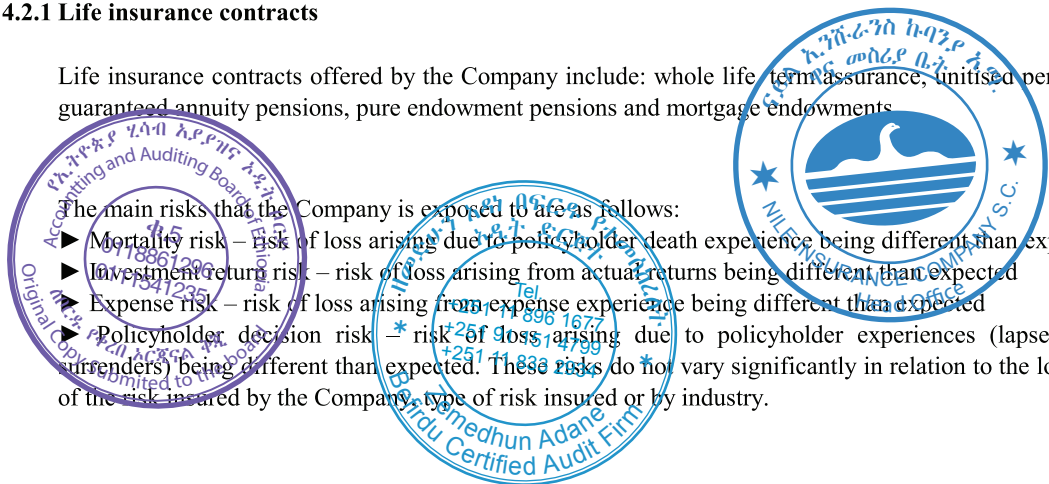 4.2.1 Life insurance contracts
Life insurance contracts offered by the Company include: whole life, term assurance, unitised
guaranteed annuity pensions, pure endowment pensions and mortgage endowments
The main risks that the Company is exposed to are as follows:
► Mortality risk – risk of loss arising due to policyholder death experience being different than
► Investment return risk – risk of loss arising from actual returns being different than expected
► Expense risk – risk of loss arising from expense experience being different than expected
► Policyholder decision risk – risk of loss arising due to policyholder experiences (lapse
surrenders) being different than expected. These risks do not vary significantly in relation to the
of the risk insured by the Company, type of risk insured or by industry.
Accounting and Auditing Board of Ethiopia
Original Copy submited to the board
Tel
+251 11 896 1677
+251 91 151 4799
Zemedhun Adane
Befirdu Certified Audit Firm
NILE INSURANCE COMPANY S.C.
Head Office